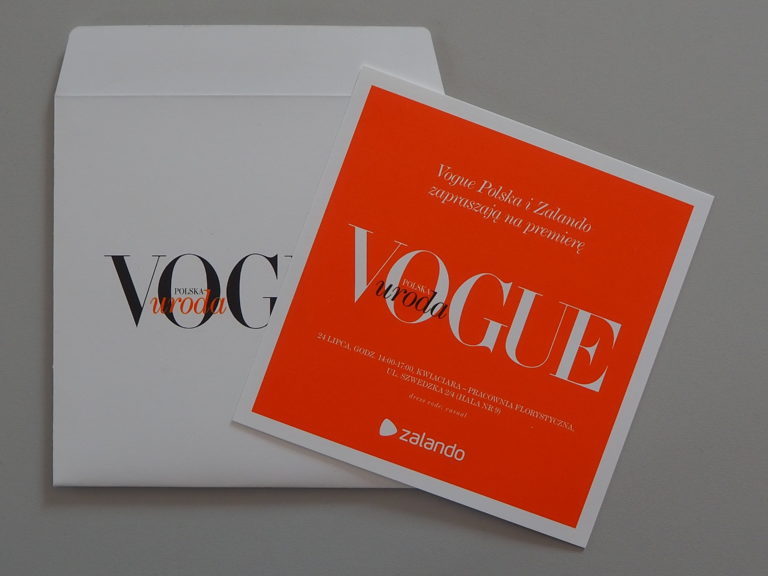 VOGUE
POLSKA
uroda
Vogue Polska i Zalando
zapraszają na premierę
VOGUE
POLSKA
uroda
24 LIPCA, GODZ. 14:00-17:00, KWIACIARA – PRACOWNIA FLORYSTYCZNA,
UL. SZWEDZKA 2/4 (HALA NR 9)
dress code: casual
zalando